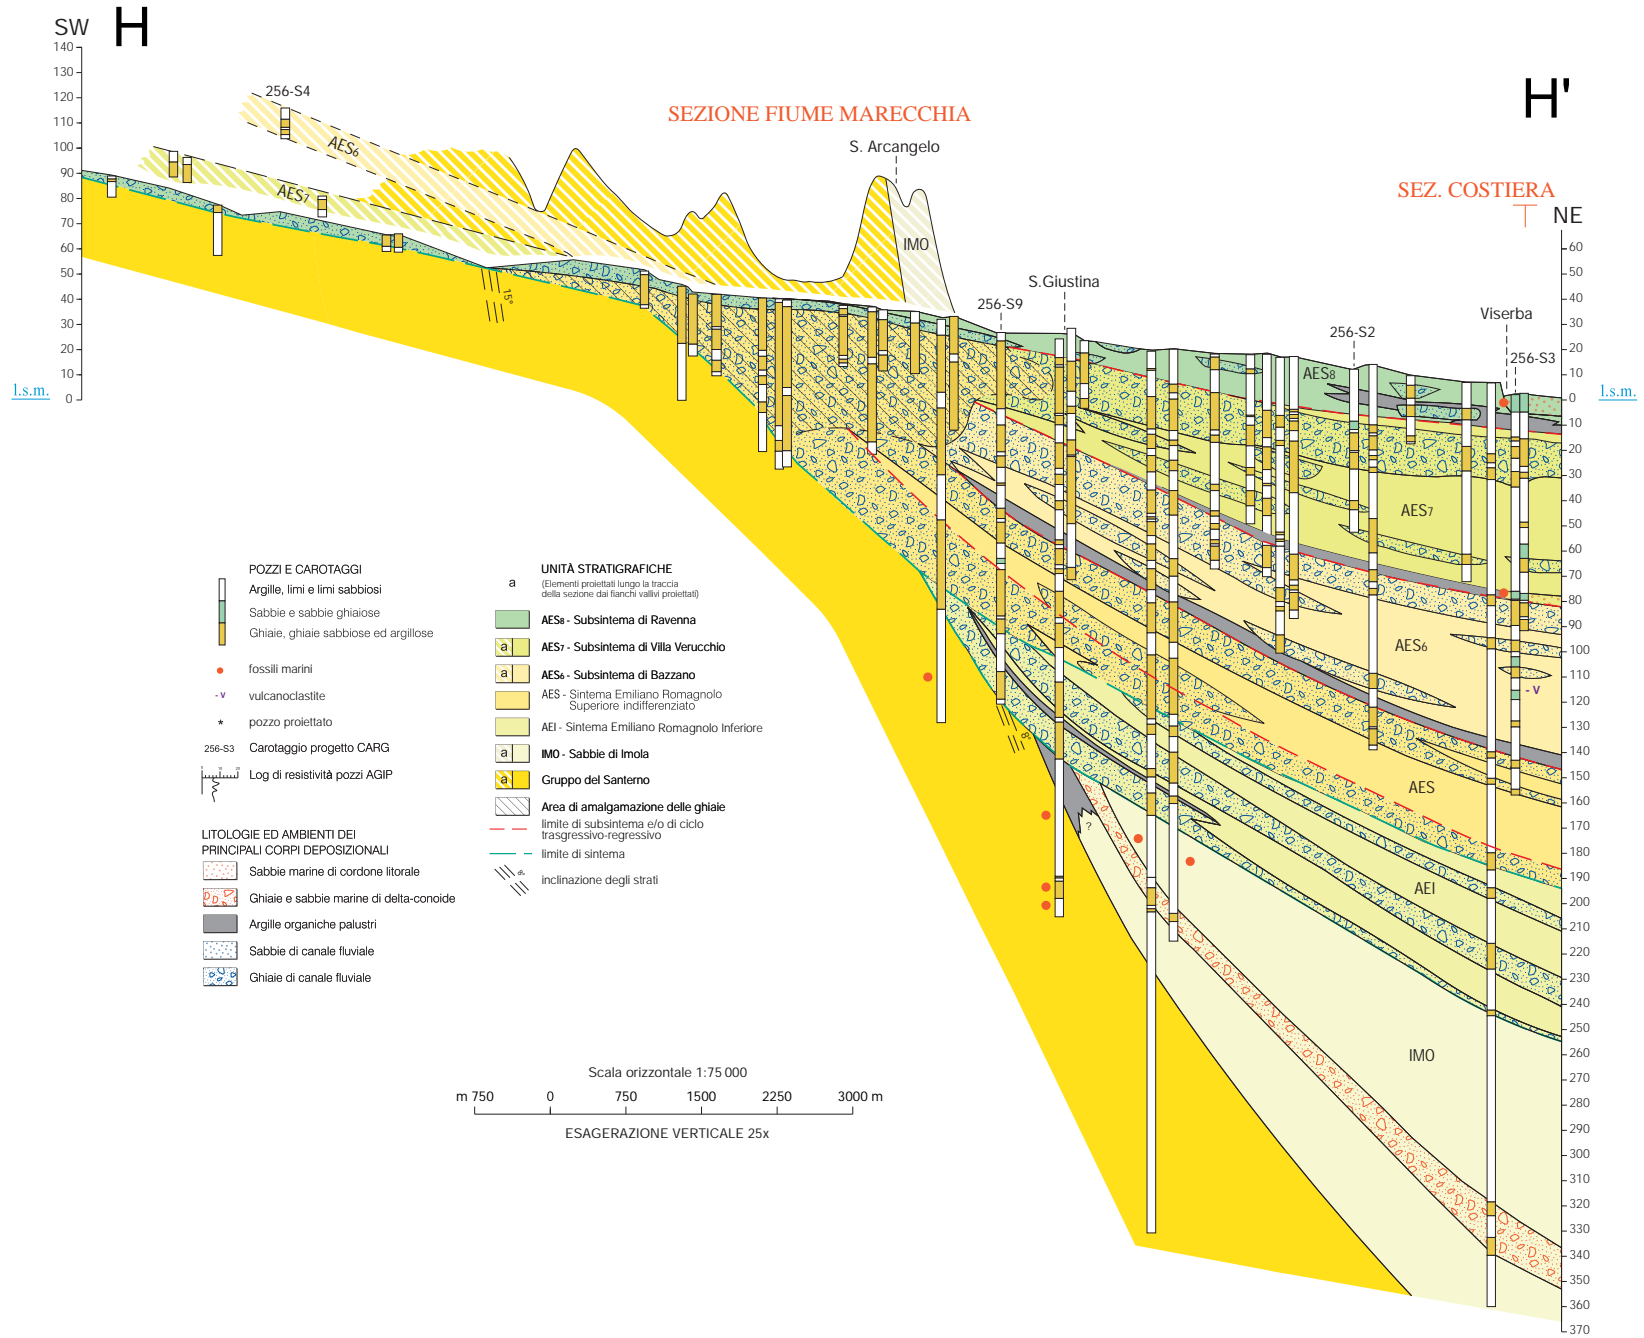 SW H
H'
SEZIONE FIUME MARECCHIA
SEZ. COSTIERA
NE
140
130
120
110
100
90
80
70
60
50
40
30
20
10
0
l.s.m.
256-S4
AES6
AES7
15°
S. Arcangelo
IMO
S.Giustina
256-S9
256-S2
Viserba
256-S3
AES8
AES7
AES6
- v
AES
AEI
IMO
8°
?
60
50
40
30
20
10
0
l.s.m.
10
20
30
40
50
60
70
80
90
100
110
120
130
140
150
160
170
180
190
200
210
220
230
240
250
260
270
280
290
300
310
320
330
340
350
360
370
POZZI E CAROTAGGI
Argille, limi e limi sabbiosi
Sabbie e sabbie ghiaiose
Ghiaie, ghiaie sabbiose ed argillose
fossili marini
- v vulcanoclastite
* pozzo proiettato
256-S3 Carotaggio progetto CARG
Log di resistività pozzi AGIP
LITOLOGIE ED AMBIENTI DEI
PRINCIPALI CORPI DEPOSIZIONALI
Sabbie marine di cordone litorale
Ghiaie e sabbie marine di delta-conoide
Argille organiche palustri
Sabbie di canale fluviale
Ghiaie di canale fluviale
UNITÀ STRATIGRAFICHE
a (Elementi proiettati lungo la traccia
della sezione dai fianchi vallivi proiettati)
AES8 - Subsintema di Ravenna
a AES7 - Subsintema di Villa Verucchio
a AES6 - Subsintema di Bazzano
AES - Sintema Emiliano Romagnolo
Superiore indifferenziato
AEI - Sintema Emiliano Romagnolo Inferiore
a IMO - Sabbie di Imola
a Gruppo del Santerno
Area di amalgamazione delle ghiaie
limite di subsintema e/o di ciclo
trasgressivo-regressivo
limite di sintema
8° inclinazione degli strati
Scala orizzontale 1:75 000
m 750 0 750 1500 2250 3000 m
ESAGERAZIONE VERTICALE 25x